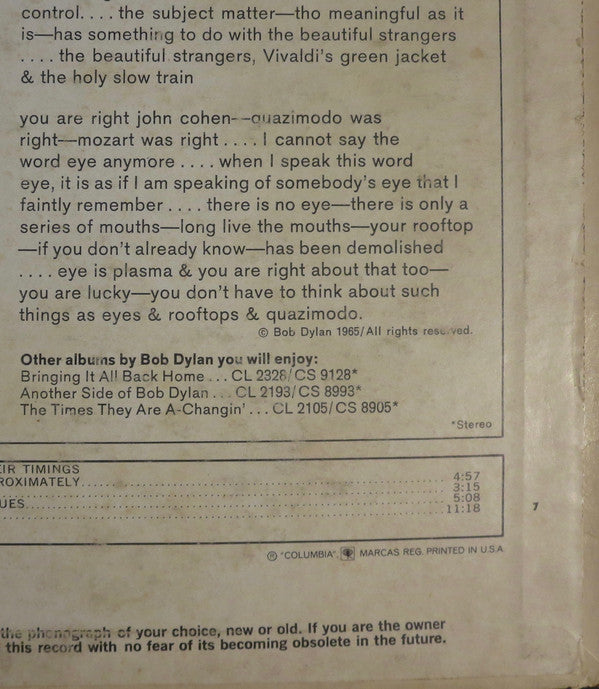 control. . . . the subject matter—tho meaningful as it
is—has something to do with the beautiful strangers
. . . . the beautiful strangers, Vivaldi's green jacket
& the holy slow train
you are right john cohen--quazimodo was
right—mozart was right . . . . I cannot say the
word eye anymore . . . . when I speak this word
eye, it is as if I am speaking of somebody's eye that I
faintly remember . . . . there is no eye—there is only a
series of mouths—long live the mouths—your rooftop
—if you don't already know—has been demolished
. . . . eye is plasma & you are right about that too—
you are lucky—you don't have to think about such
things as eyes & rooftops & quazimodo.
© Bob Dylan 1965/All rights reserved.
Other albums by Bob Dylan you will enjoy:
Bringing It All Back Home . . . CL 2328/CS 9128*
Another Side of Bob Dylan . . . CL 2193/CS 8993*
The Times They Are A-Changin' . . . CL 2105/CS 8905*
*Stereo
EIR TIMINGS
ROXIMATELY 4:57
3:15
UES 5:08
11:18
7
® "COLUMBIA", MARCAS REG. PRINTED IN U.S.A.
the phonograph of your choice, new or old. If you are the owner
this record with no fear of its becoming obsolete in the future.